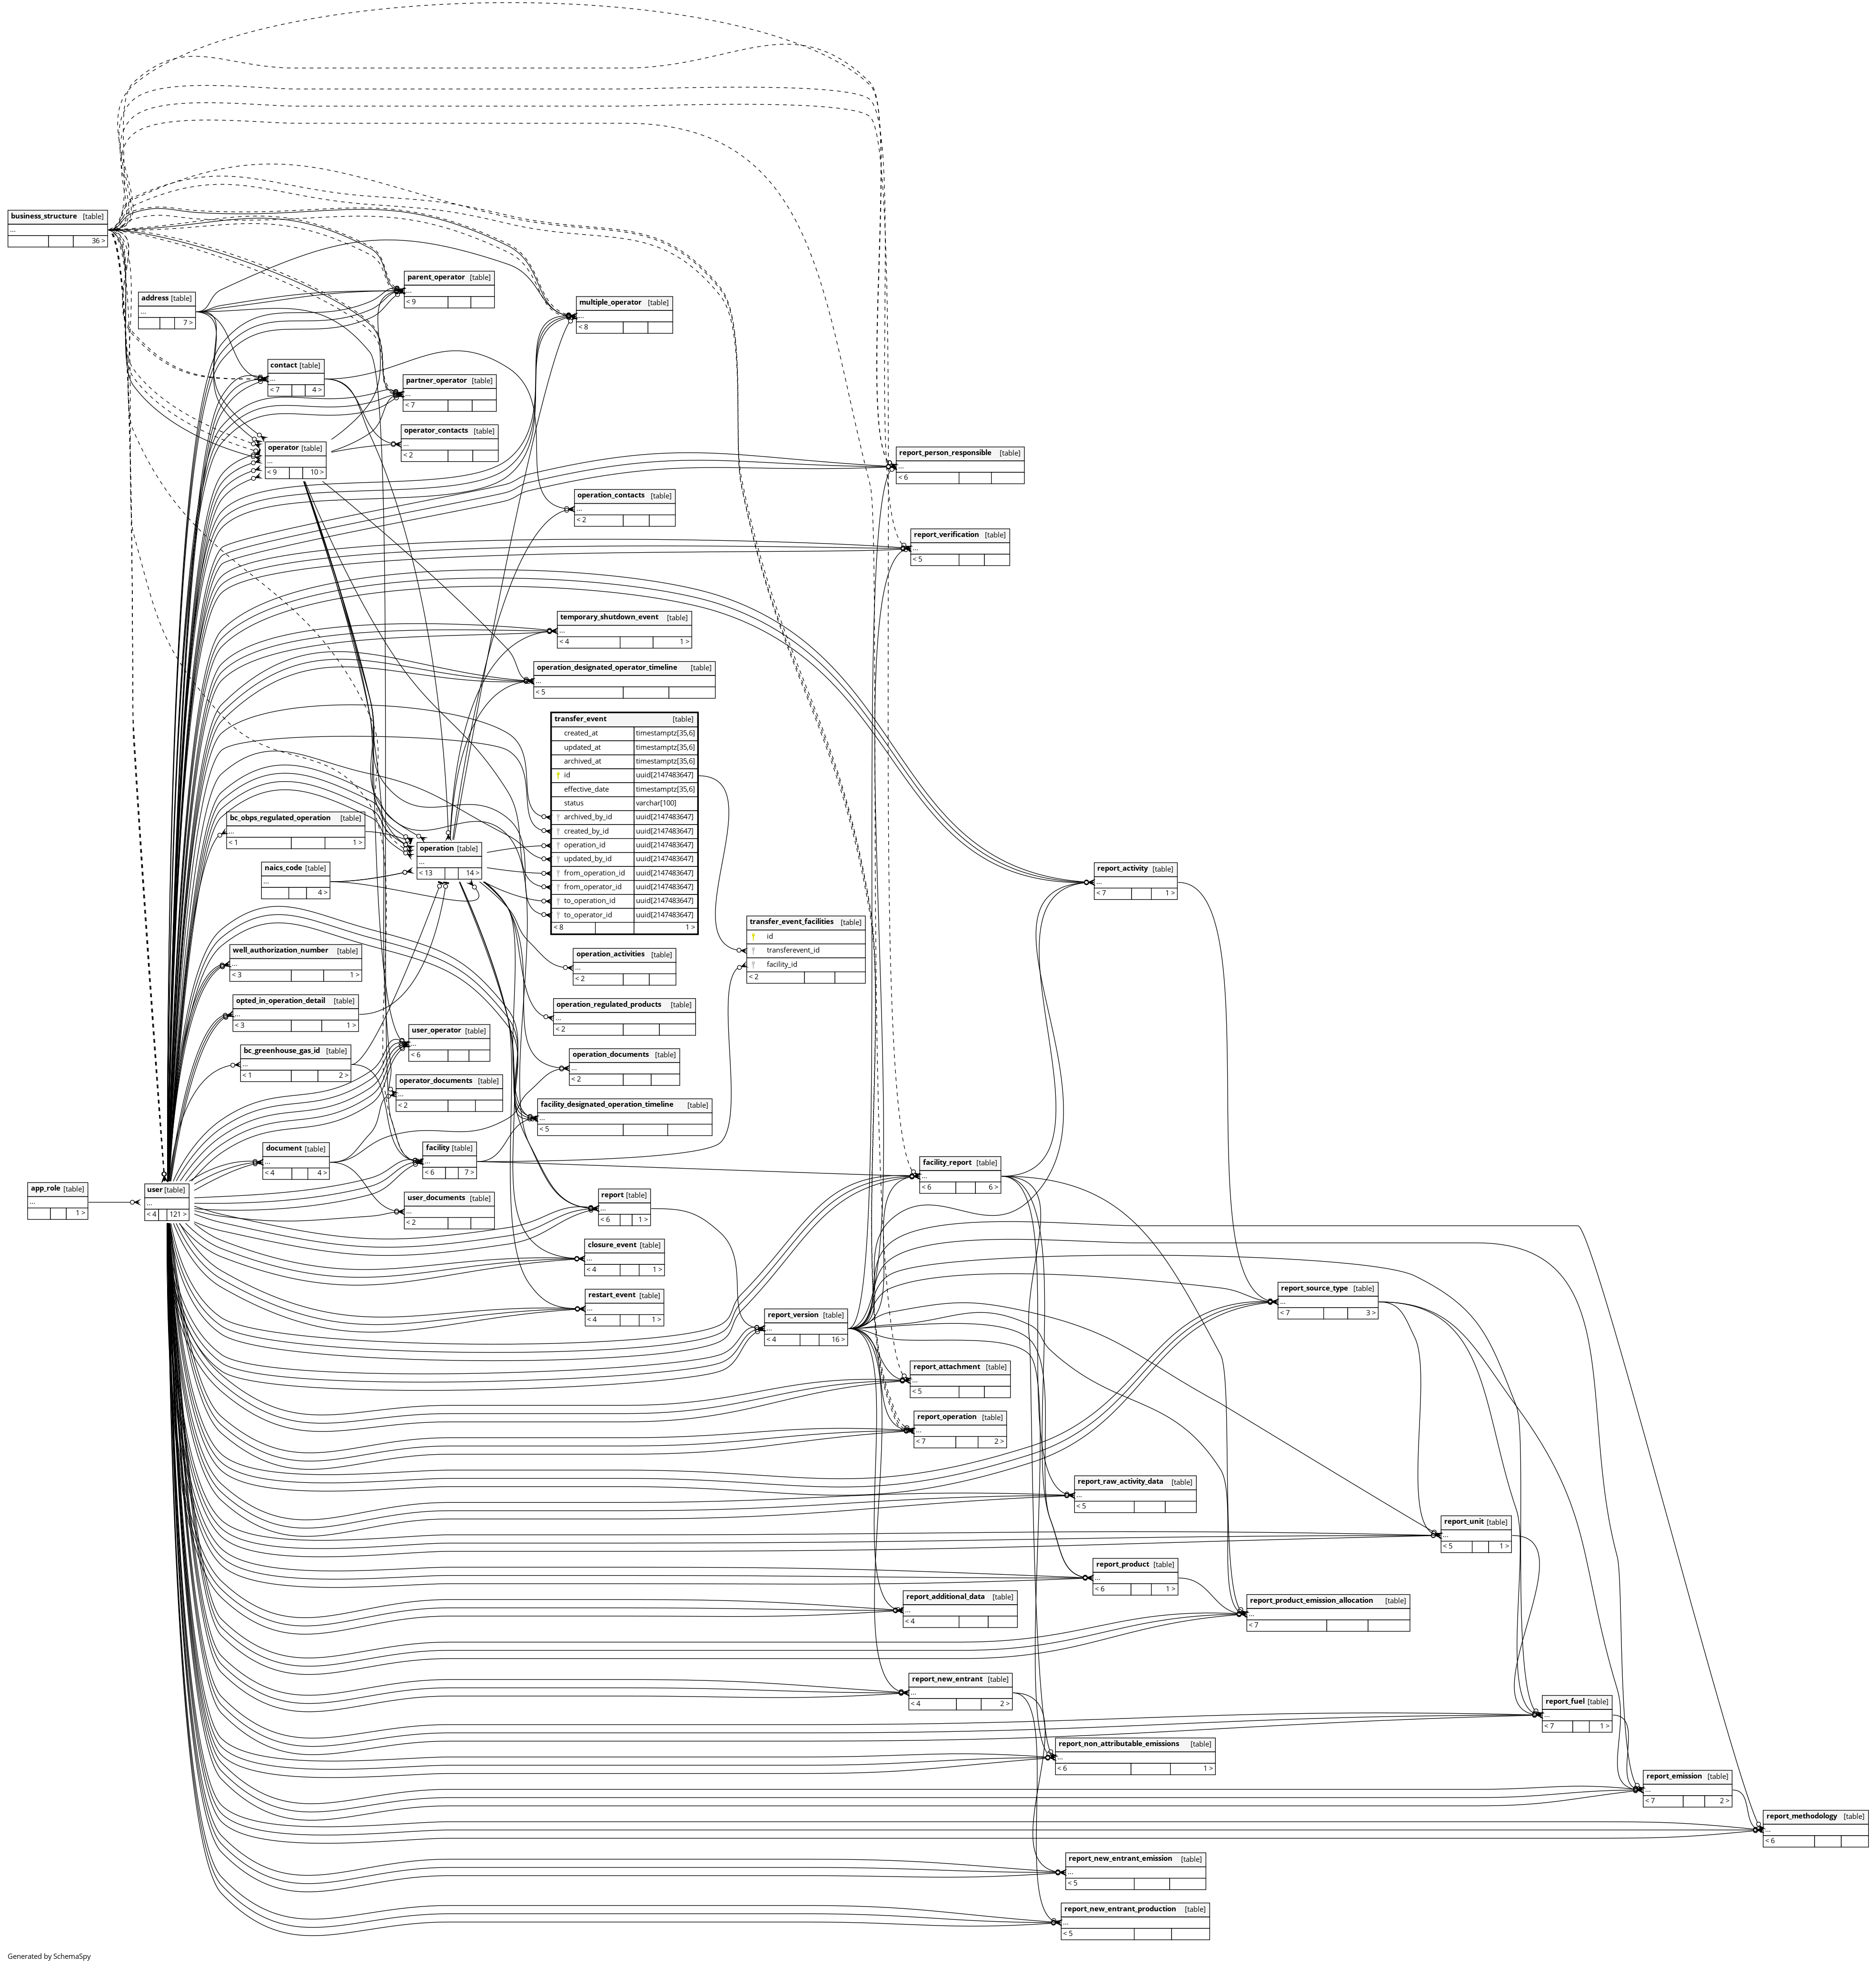 business_structure [table]
...
36 >
address [table]
...
7 >
parent_operator [table]
...
< 9
multiple_operator [table]
...
< 8
contact [table]
...
< 7 4 >
partner_operator [table]
...
< 7
operator_contacts [table]
...
< 2
operator [table]
...
< 9 10 >
report_person_responsible [table]
...
< 6
operation_contacts [table]
...
< 2
report_verification [table]
...
< 5
temporary_shutdown_event [table]
...
< 4 1 >
operation_designated_operator_timeline [table]
...
< 5
transfer_event [table]
created_at timestamptz[35,6]
updated_at timestamptz[35,6]
archived_at timestamptz[35,6]
id uuid[2147483647]
effective_date timestamptz[35,6]
status varchar[100]
archived_by_id uuid[2147483647]
created_by_id uuid[2147483647]
operation_id uuid[2147483647]
updated_by_id uuid[2147483647]
from_operation_id uuid[2147483647]
from_operator_id uuid[2147483647]
to_operation_id uuid[2147483647]
to_operator_id uuid[2147483647]
< 8 1 >
bc_obps_regulated_operation [table]
...
< 1 1 >
operation [table]
...
< 13 14 >
naics_code [table]
...
4 >
report_activity [table]
...
< 7 1 >
transfer_event_facilities [table]
id
transferevent_id
facility_id
< 2
well_authorization_number [table]
...
< 3 1 >
operation_activities [table]
...
< 2
opted_in_operation_detail [table]
...
< 3 1 >
operation_regulated_products [table]
...
< 2
user_operator [table]
...
< 6
bc_greenhouse_gas_id [table]
...
< 1 2 >
operation_documents [table]
...
< 2
operator_documents [table]
...
< 2
facility_designated_operation_timeline [table]
...
< 5
document [table]
...
< 4 4 >
facility [table]
...
< 6 7 >
facility_report [table]
...
< 6 6 >
app_role [table]
...
1 >
user [table]
...
< 4 121 >
user_documents [table]
...
< 2
report [table]
...
< 6 1 >
closure_event [table]
...
< 4 1 >
restart_event [table]
...
< 4 1 >
report_source_type [table]
...
< 7 3 >
report_version [table]
...
< 4 16 >
report_attachment [table]
...
< 5
report_operation [table]
...
< 7 2 >
report_raw_activity_data [table]
...
< 5
report_unit [table]
...
< 5 1 >
report_product [table]
...
< 6 1 >
report_additional_data [table]
...
< 4
report_product_emission_allocation [table]
...
< 7
report_new_entrant [table]
...
< 4 2 >
report_fuel [table]
...
< 7 1 >
report_non_attributable_emissions [table]
...
< 6 1 >
report_emission [table]
...
< 7 2 >
report_methodology [table]
...
< 6
report_new_entrant_emission [table]
...
< 5
report_new_entrant_production [table]
...
< 5
Generated by SchemaSpy